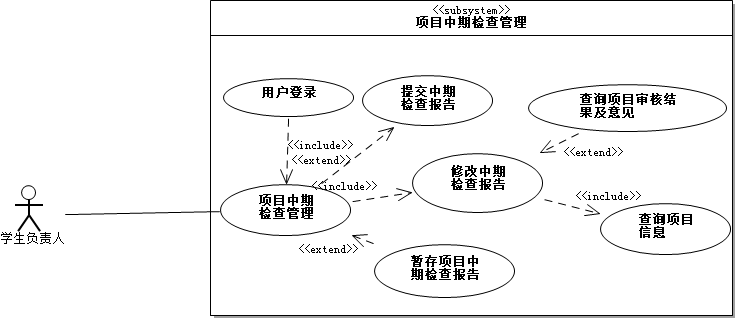 <<subsystem>>
项目中期检查管理
用户登录
提交中期
检查报告
查询项目审核结
果及意见
<<include>>
<<extend>>
<<extend>>
修改中期
检查报告
<<include>>
<<include>>
项目中期
检查管理
查询项目
信息
学生负责人
<<extend>>
暂存项目中
期检查报告